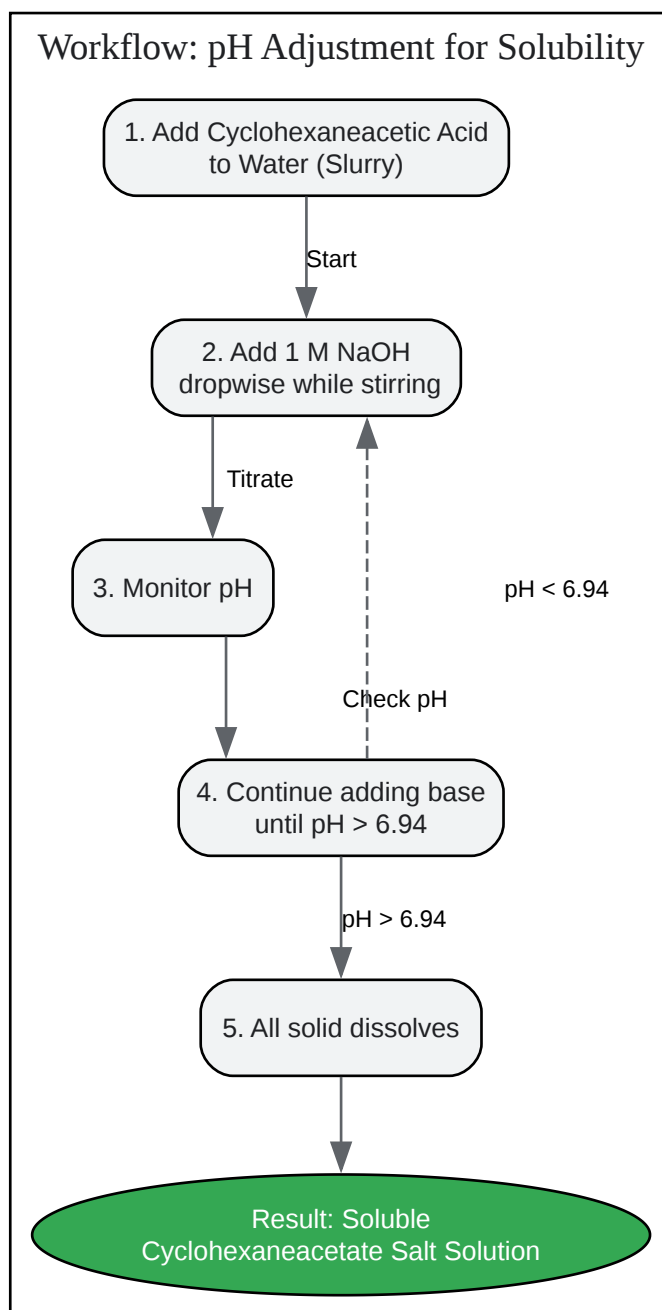 Workflow: pH Adjustment for Solubility
1. Add Cyclohexaneacetic Acid
to Water (Slurry)
Start
2. Add 1 M NaOH
dropwise while stirring
Titrate
3. Monitor pH
pH < 6.94
Check pH
4. Continue adding base
until pH > 6.94
pH > 6.94
5. All solid dissolves
Result: Soluble
Cyclohexaneacetate Salt Solution